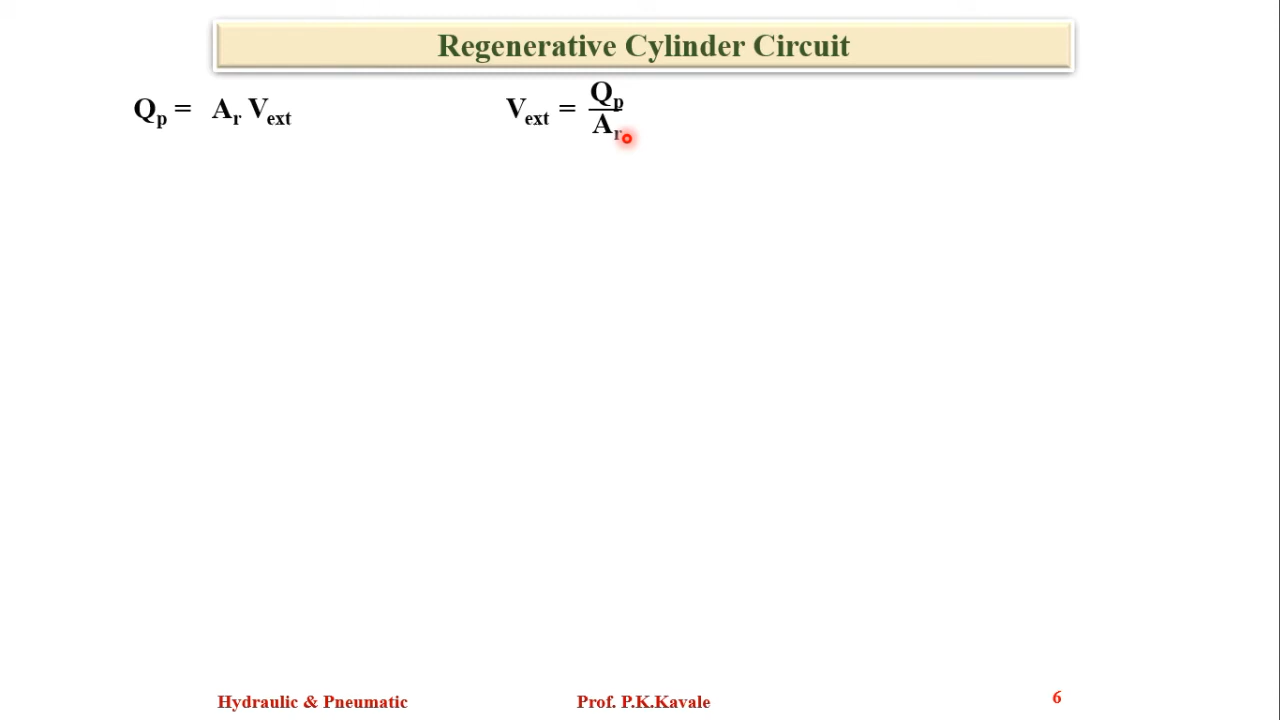 Regenerative Cylinder Circuit
Qp = Ar Vext
Vext = Qp / Ar
Hydraulic & Pneumatic
Prof. P.K.Kavale
6